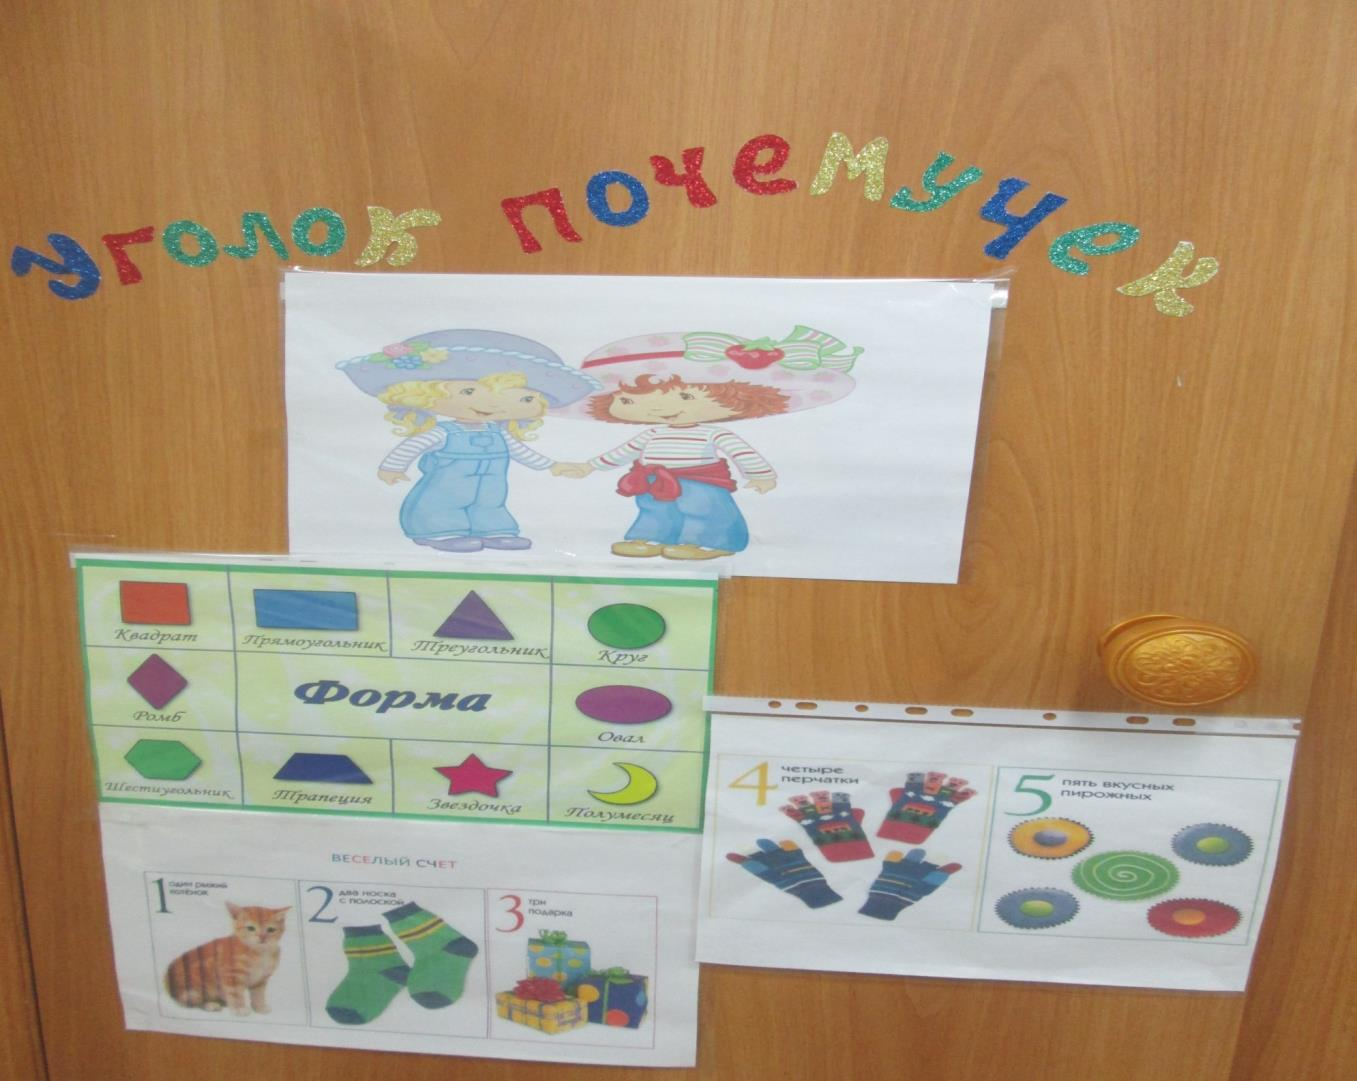 уголок почемучек
Квадрат
Прямоугольник
Треугольник
Круг
Ромб
Форма
Овал
Шестиугольник
Трапеция
Звездочка
Полумесяц
ВЕСЕЛЫЙ СЧЕТ
1
один рыжий
котёнок
2
два носка
с полоской
3
три
подарка
4
четыре
перчатки
5
пять вкусных
пирожных